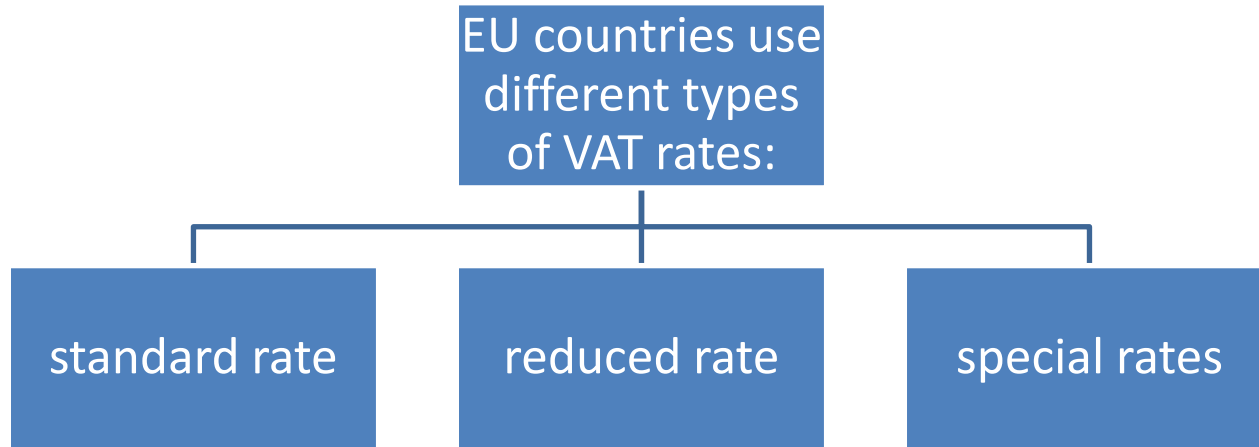 EU countries use
different types
of VAT rates:
standard rate
reduced rate
special rates